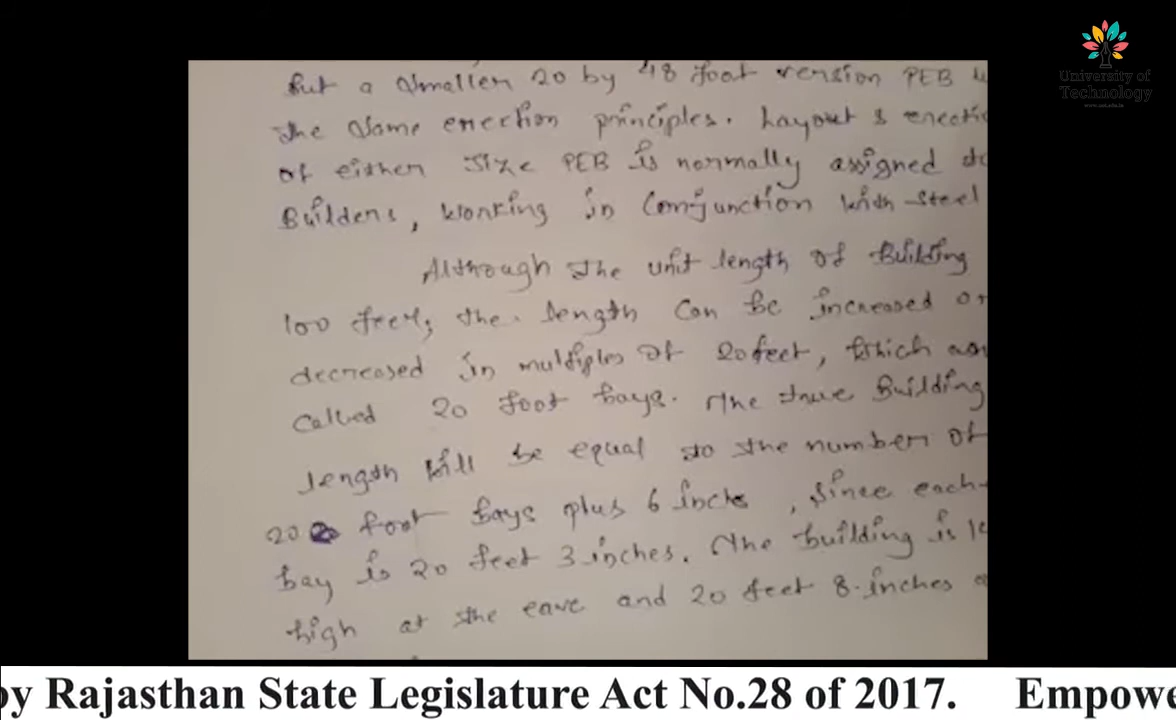 University of
Technology
But a smaller 20 by 48 foot version PEB
the same erection principles. Layout & erectio
of either size PEB is normally assigned to
Builders, working in conjunction with steel
Although the unit length of Building
100 feet, the length can be increased or
decreased in multiples of 20 feet, which are
called 20 foot bays. The true Building
length will be equal to the number of
20 foot bays plus 6 inch , since each
bay is 20 feet 3 inches. The building is 14
high at the eave and 20 feet 8 inches
by Rajasthan State Legislature Act No.28 of 2017. Empowe